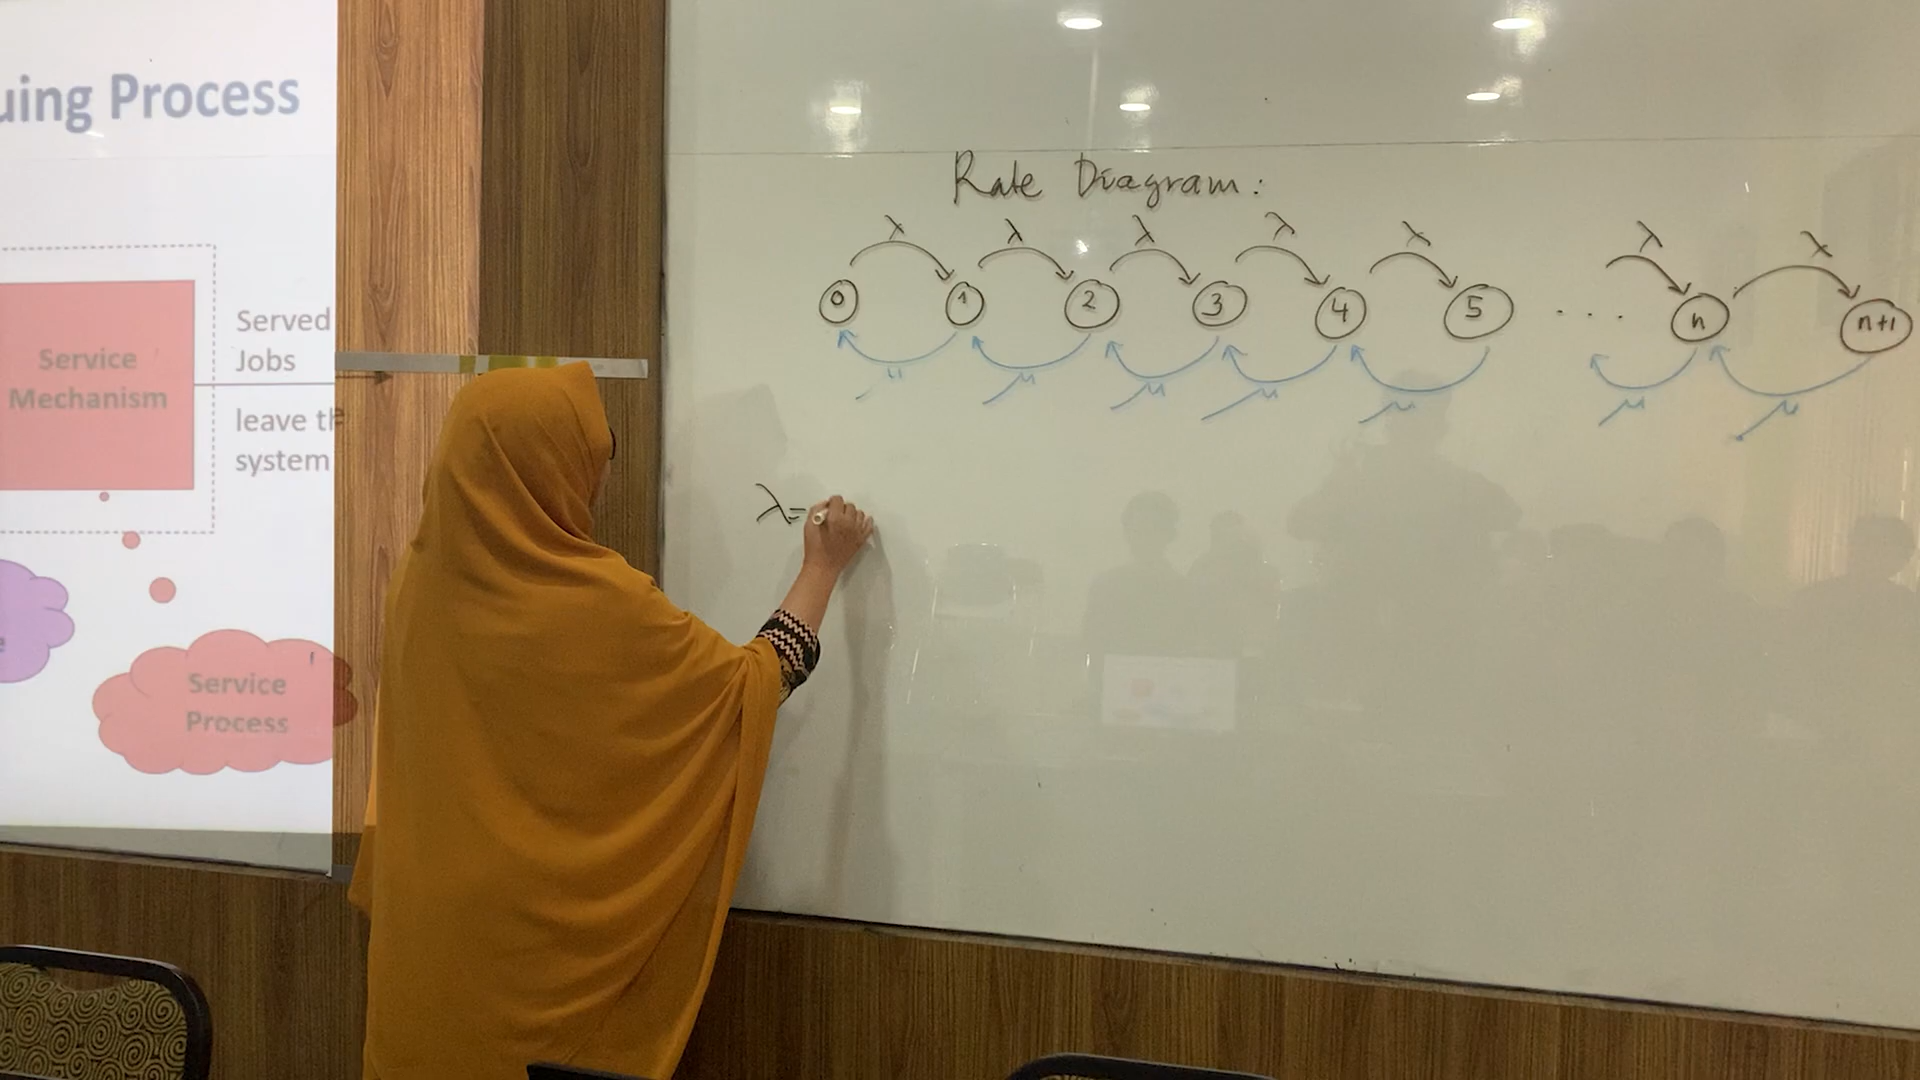 uing Process
Service
Mechanism
Served
Jobs
leave the
system
Service
Process
Rate Diagram:
λ λ λ λ λ λ λ
0 1 2 3 4 5 . . . . n n+1
μ μ μ μ μ μ μ
λ=